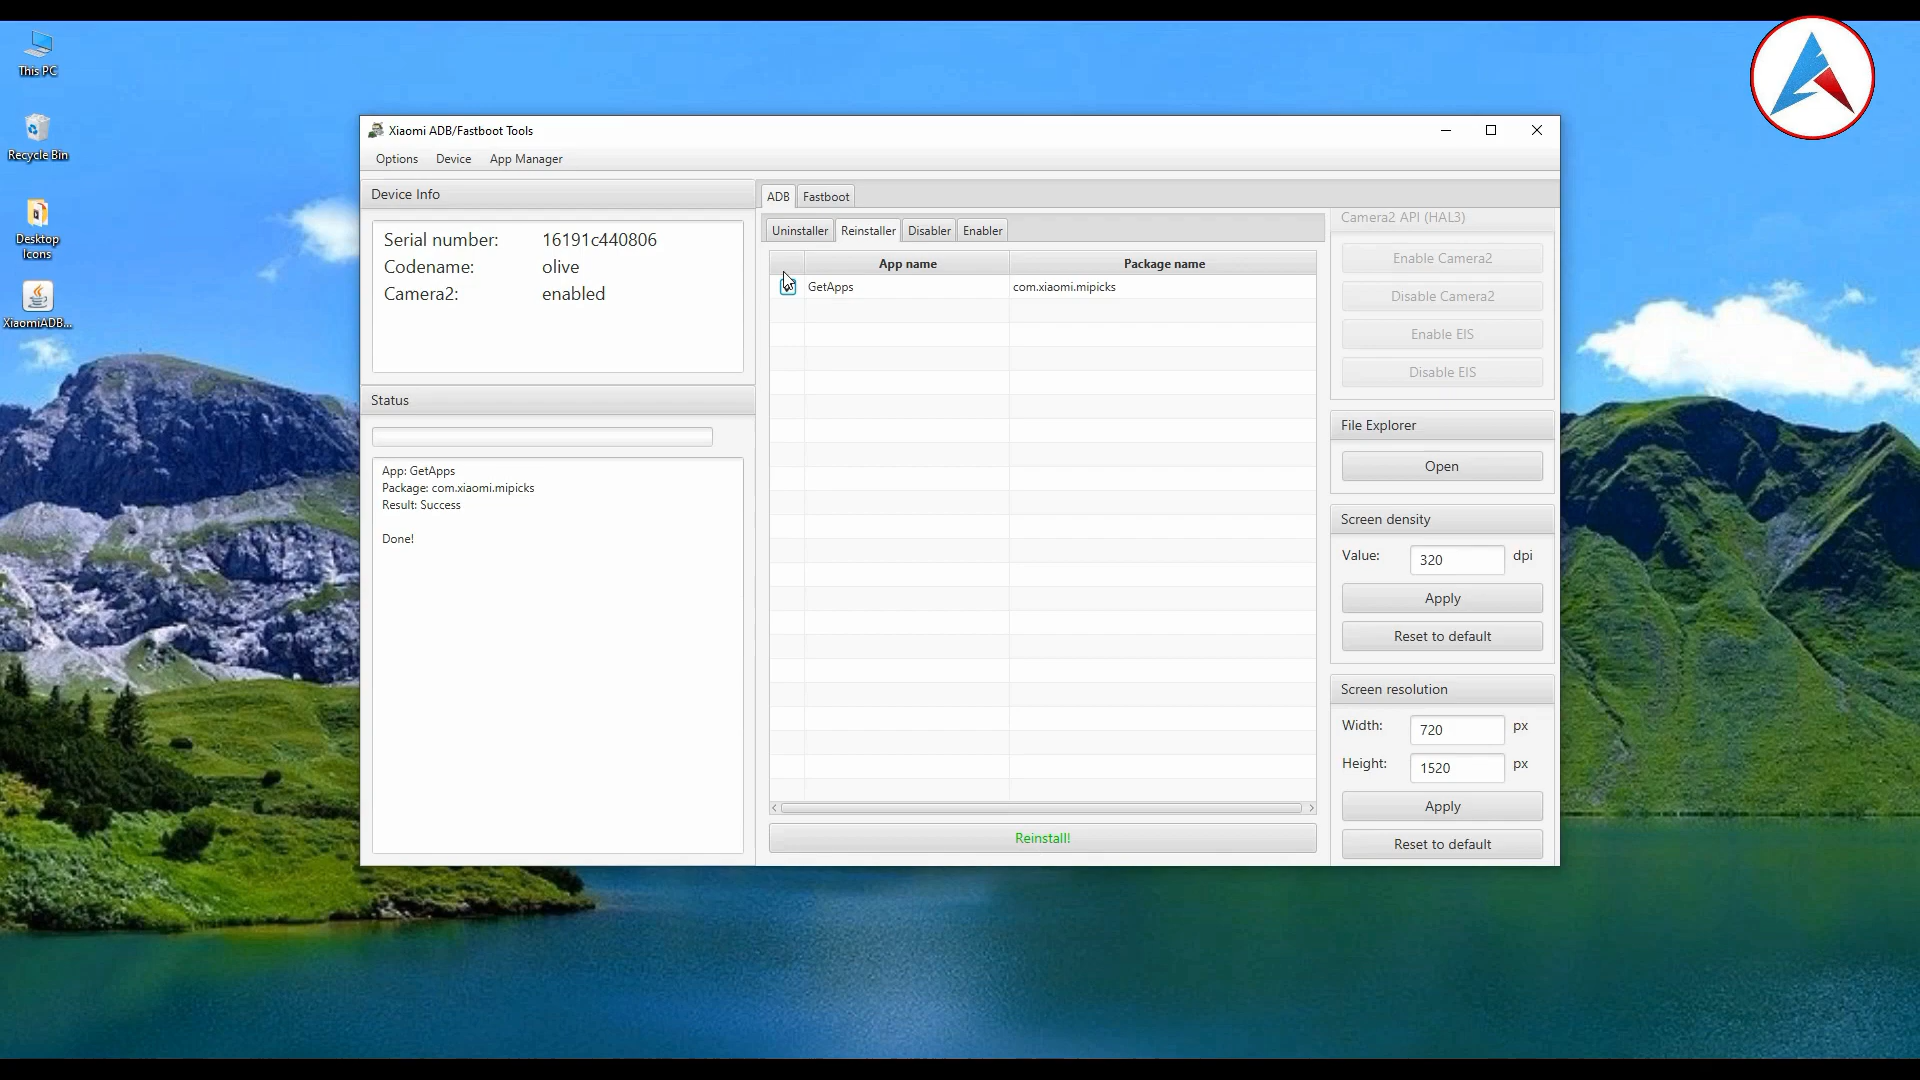 This PC
Recycle Bin
Desktop
Icons
XiaomiADB...
Xiaomi ADB/Fastboot Tools
Options Device App Manager
Device Info
Serial number: 16191c440806
Codename: olive
Camera2: enabled
Status
App: GetApps
Package: com.xiaomi.mipicks
Result: Success
Done!
ADB Fastboot
Uninstaller Reinstaller Disabler Enabler
App name Package name
GetApps com.xiaomi.mipicks
Reinstall!
Camera2 API (HAL3)
Enable Camera2
Disable Camera2
Enable EIS
Disable EIS
File Explorer
Open
Screen density
Value: 320 dpi
Apply
Reset to default
Screen resolution
Width: 720 px
Height: 1520 px
Apply
Reset to default